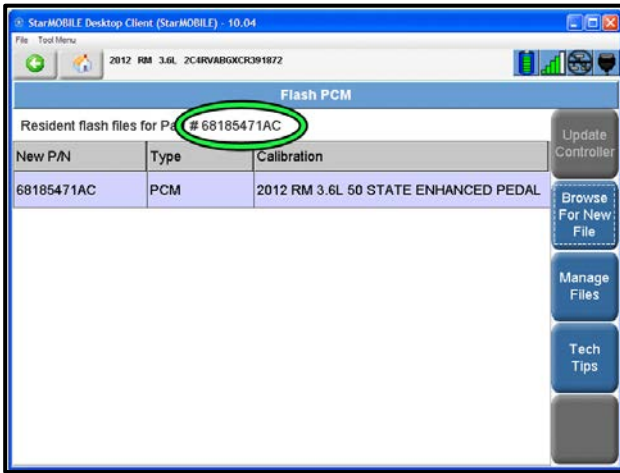 StarMOBILE Desktop Client (StarMOBILE) - 10.04
File Tool Menu
2012 RM 3.6L 2C4RVABGXCR391872
Flash PCM
Resident flash files for Pa # 68185471AC
New P/N Type Calibration
68185471AC PCM 2012 RM 3.6L 50 STATE ENHANCED PEDAL
Update
Controller
Browse
For New
File
Manage
Files
Tech
Tips